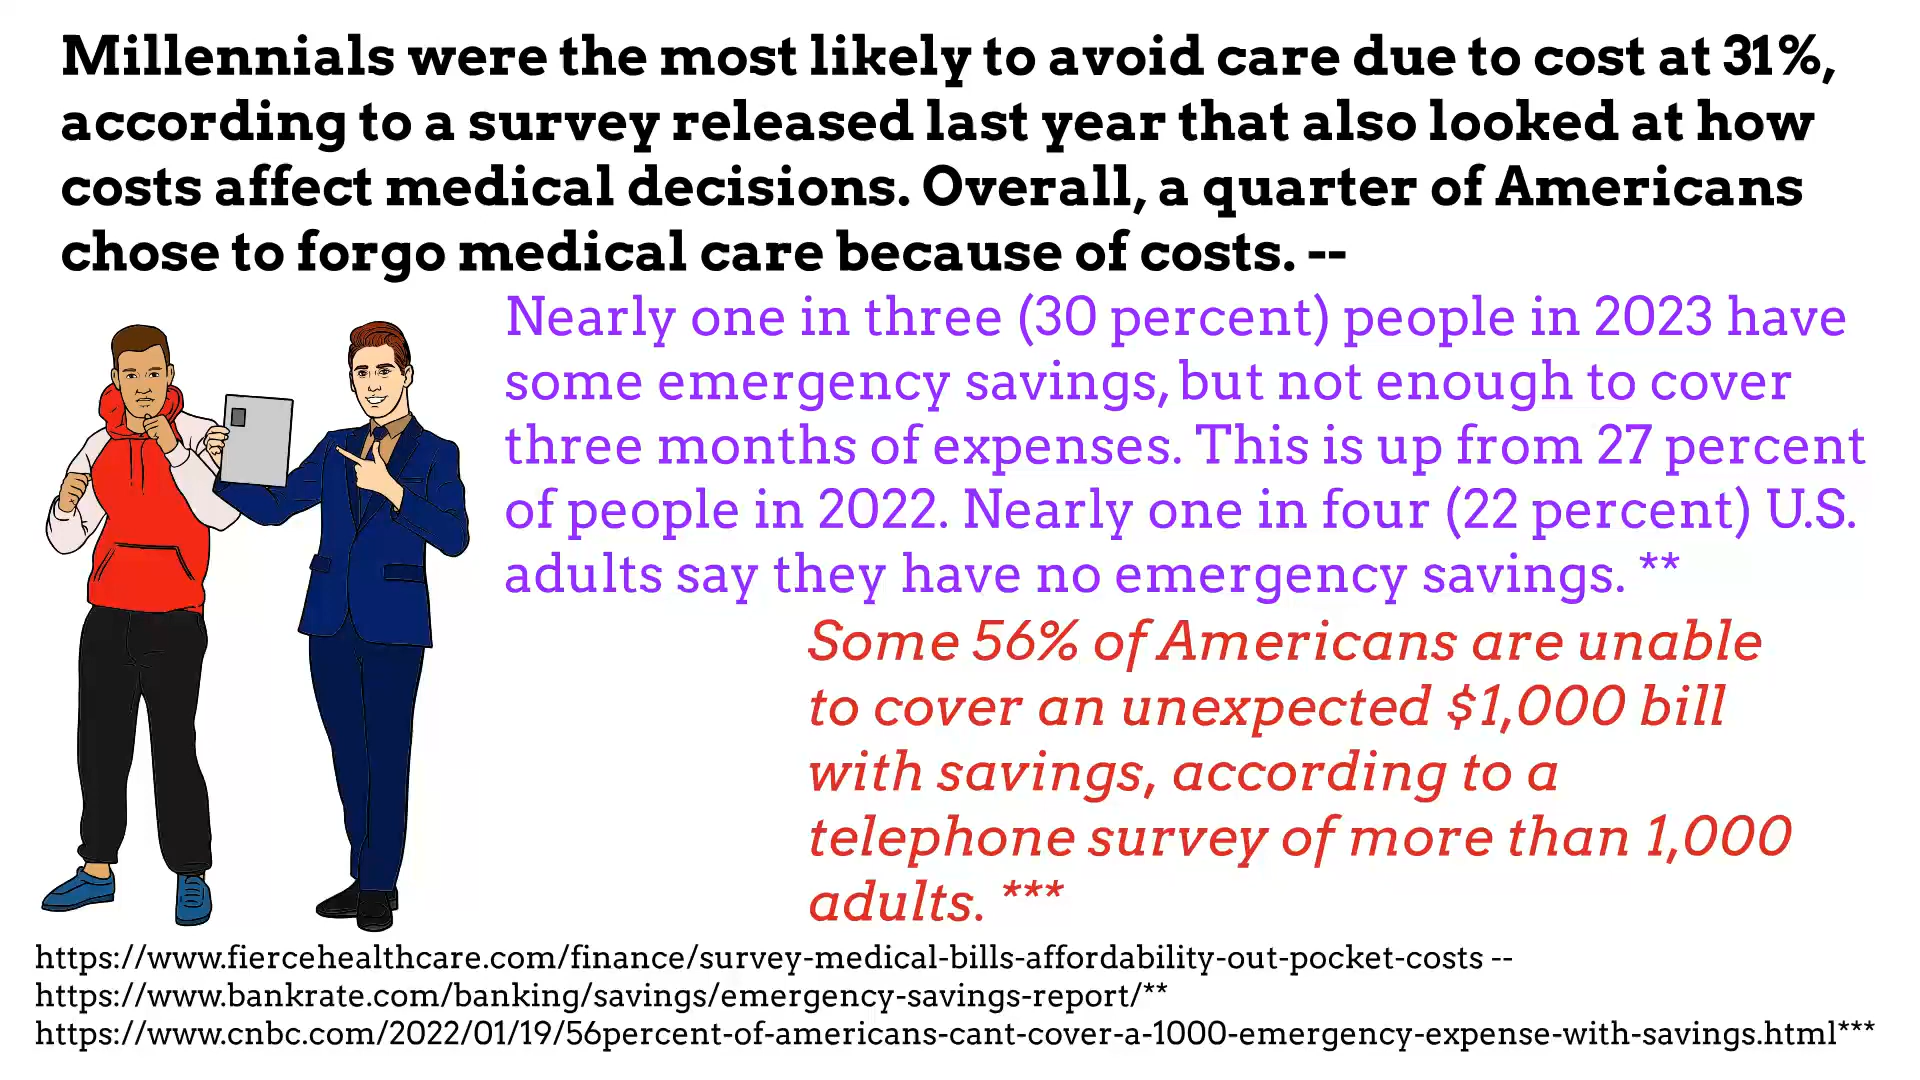 Millennials were the most likely to avoid care due to cost at 31%,
according to a survey released last year that also looked at how
costs affect medical decisions. Overall, a quarter of Americans
chose to forgo medical care because of costs. --
Nearly one in three (30 percent) people in 2023 have
some emergency savings, but not enough to cover
three months of expenses. This is up from 27 percent
of people in 2022. Nearly one in four (22 percent) U.S.
adults say they have no emergency savings. **
Some 56% of Americans are unable
to cover an unexpected $1,000 bill
with savings, according to a
telephone survey of more than 1,000
adults. ***
https://www.fiercehealthcare.com/finance/survey-medical-bills-affordability-out-pocket-costs --
https://www.bankrate.com/banking/savings/emergency-savings-report/**
https://www.cnbc.com/2022/01/19/56percent-of-americans-cant-cover-a-1000-emergency-expense-with-savings.html***